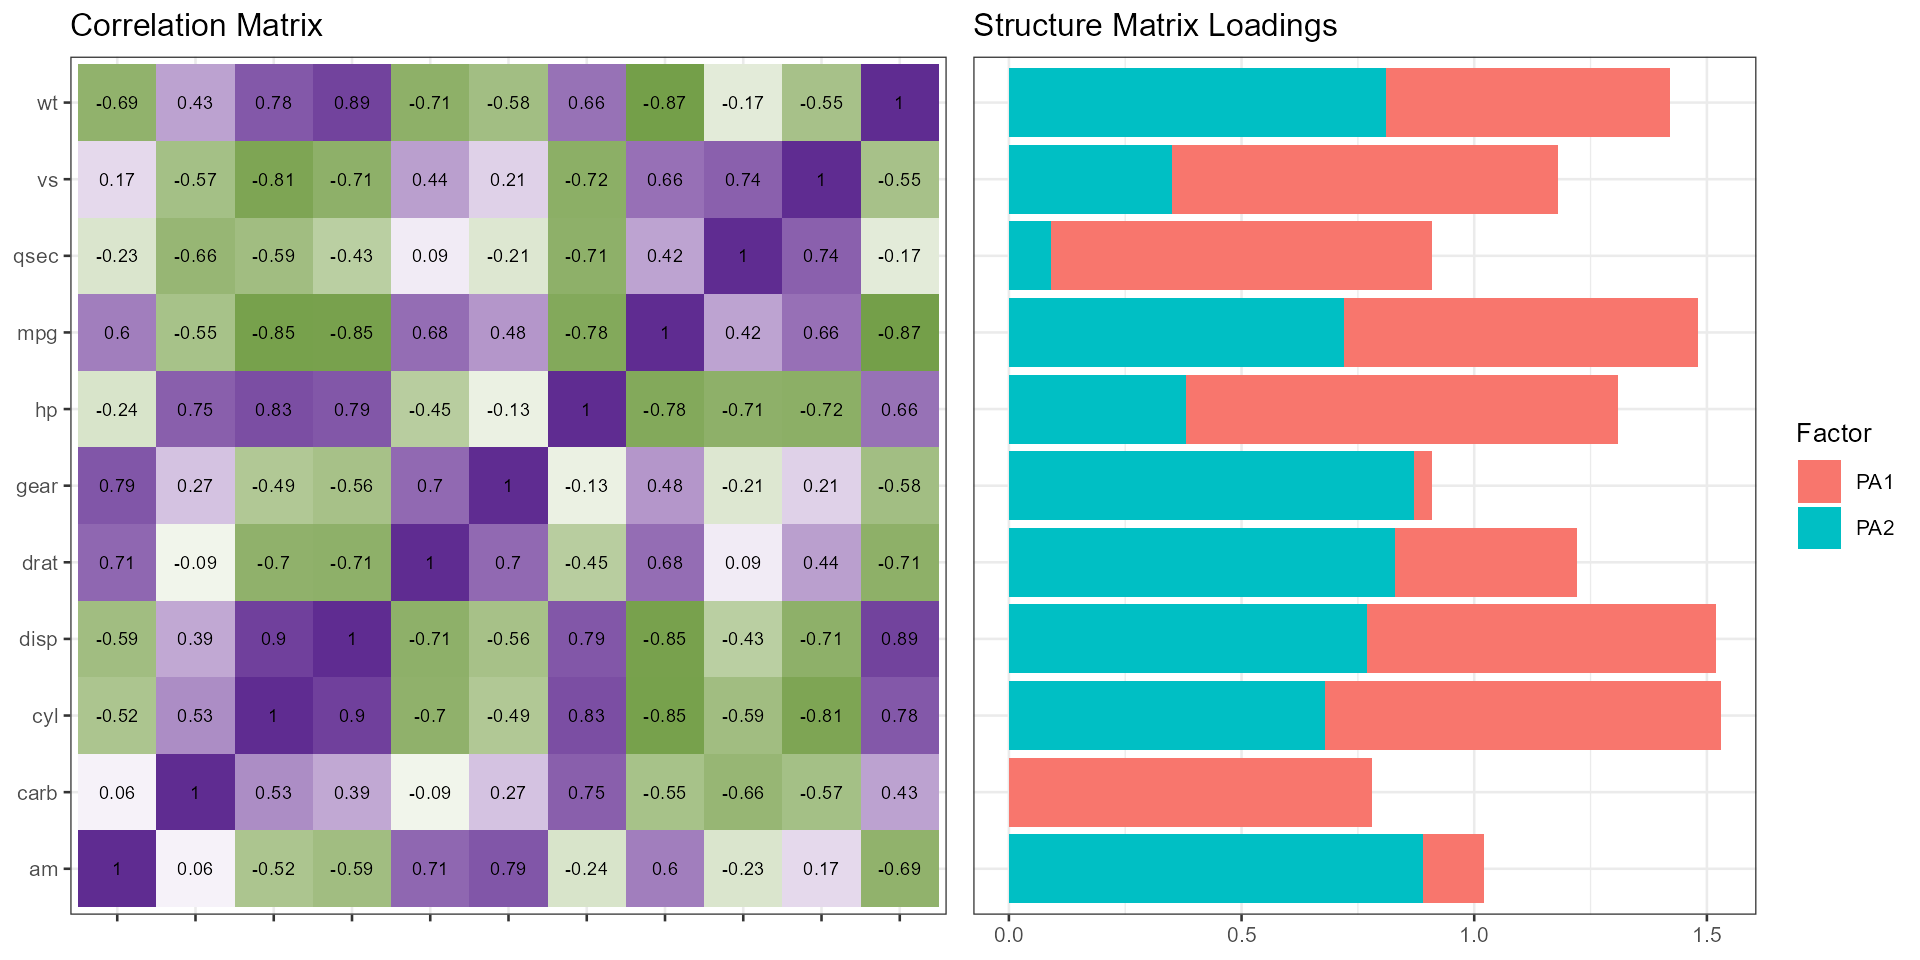 Correlation Matrix
Structure Matrix Loadings
wt -0.69 0.43 0.78 0.89 -0.71 -0.58 0.66 -0.87 -0.17 -0.55 1
vs 0.17 -0.57 -0.81 -0.71 0.44 0.21 -0.72 0.66 0.74 1 -0.55
qsec -0.23 -0.66 -0.59 -0.43 0.09 -0.21 -0.71 0.42 1 0.74 -0.17
mpg 0.6 -0.55 -0.85 -0.85 0.68 0.48 -0.78 1 0.42 0.66 -0.87
hp -0.24 0.75 0.83 0.79 -0.45 -0.13 1 -0.78 -0.71 -0.72 0.66
gear 0.79 0.27 -0.49 -0.56 0.7 1 -0.13 0.48 -0.21 0.21 -0.58
drat 0.71 -0.09 -0.7 -0.71 1 0.7 -0.45 0.68 0.09 0.44 -0.71
disp -0.59 0.39 0.9 1 -0.71 -0.56 0.79 -0.85 -0.43 -0.71 0.89
cyl -0.52 0.53 1 0.9 -0.7 -0.49 0.83 -0.85 -0.59 -0.81 0.78
carb 0.06 1 0.53 0.39 -0.09 0.27 0.75 -0.55 -0.66 -0.57 0.43
am 1 0.06 -0.52 -0.59 0.71 0.79 -0.24 0.6 -0.23 0.17 -0.69
0.0 0.5 1.0 1.5
Factor
PA1
PA2